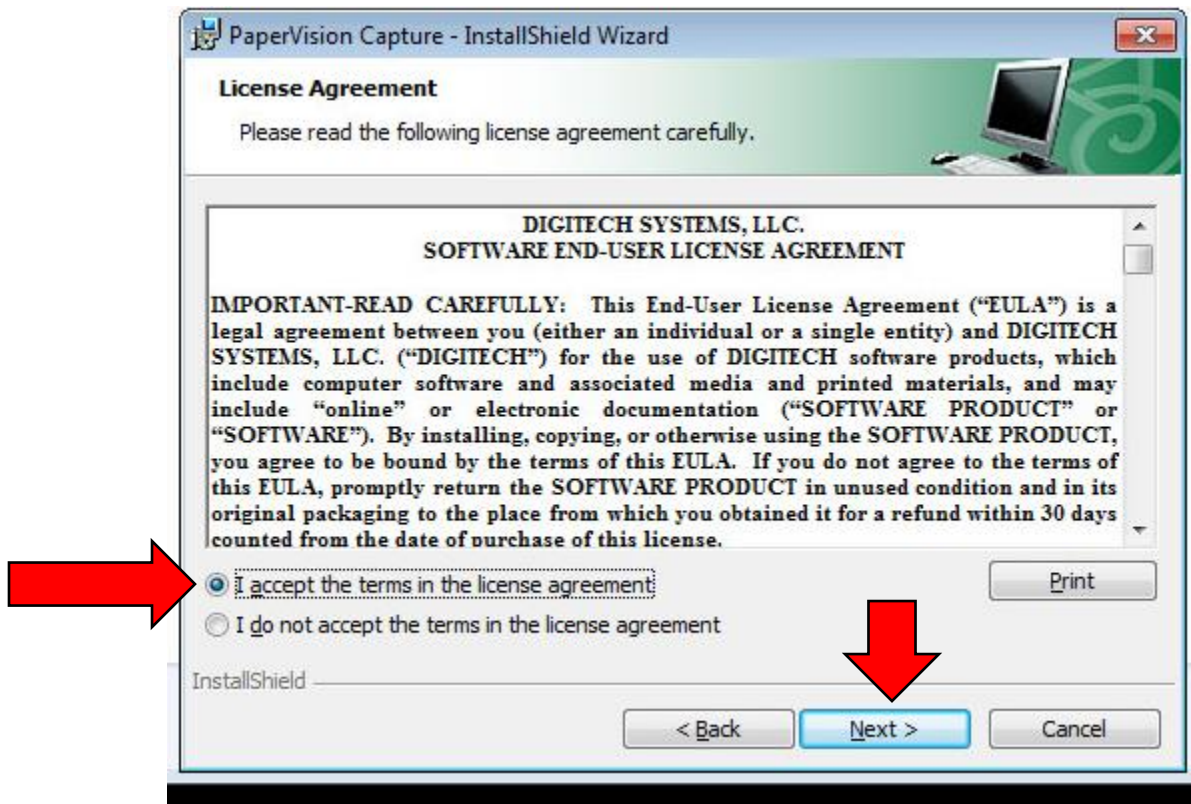 PaperVision Capture - InstallShield Wizard
License Agreement
Please read the following license agreement carefully.
DIGITECH SYSTEMS, LLC.
SOFTWARE END-USER LICENSE AGREEMENT
IMPORTANT-READ CAREFULLY: This End-User License Agreement (“EULA”) is a
legal agreement between you (either an individual or a single entity) and DIGITECH
SYSTEMS, LLC. (“DIGITECH”) for the use of DIGITECH software products, which
include computer software and associated media and printed materials, and may
include “online” or electronic documentation (“SOFTWARE PRODUCT” or
“SOFTWARE”). By installing, copying, or otherwise using the SOFTWARE PRODUCT,
you agree to be bound by the terms of this EULA. If you do not agree to the terms of
this EULA, promptly return the SOFTWARE PRODUCT in unused condition and in its
original packaging to the place from which you obtained it for a refund within 30 days
counted from the date of purchase of this license.
I accept the terms in the license agreement
Print
I do not accept the terms in the license agreement
InstallShield
< Back Next > Cancel